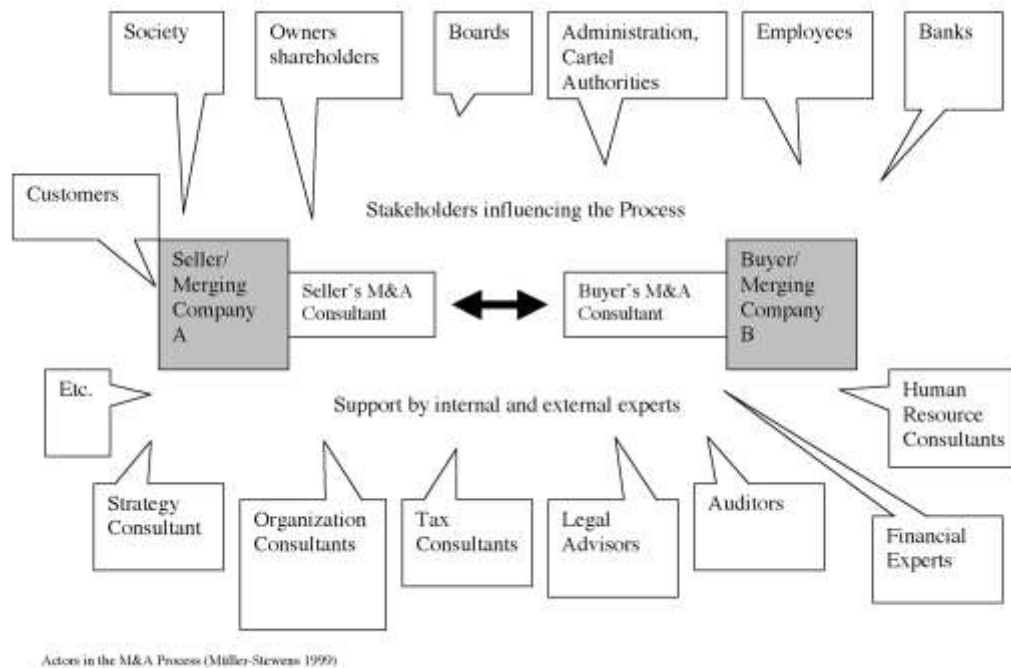 Society
Owners
shareholders
Boards
Administration,
Cartel
Authorities
Employees
Banks
Customers
Stakeholders influencing the Process
Seller/
Merging
Company
A
Seller's M&A
Consultant
Buyer's M&A
Consultant
Buyer/
Merging
Company
B
Etc.
Support by internal and external experts
Human
Resource
Consultants
Strategy
Consultant
Organization
Consultants
Tax
Consultants
Legal
Advisors
Auditors
Financial
Experts
Actors in the M&A Process (Müller-Stewens 1999)